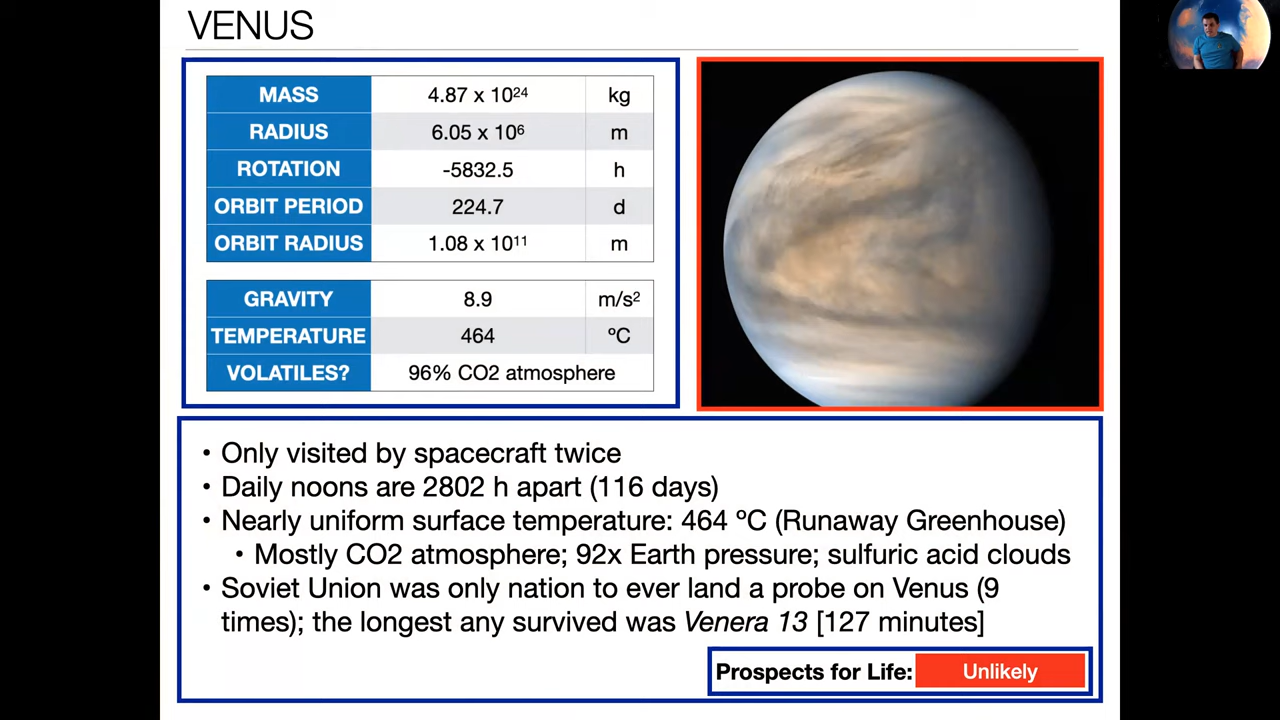 VENUS
MASS 4.87 x 10²⁴ kg
RADIUS 6.05 x 10⁶ m
ROTATION -5832.5 h
ORBIT PERIOD 224.7 d
ORBIT RADIUS 1.08 x 10¹¹ m
GRAVITY 8.9 m/s²
TEMPERATURE 464 ºC
VOLATILES? 96% CO2 atmosphere
• Only visited by spacecraft twice
• Daily noons are 2802 h apart (116 days)
• Nearly uniform surface temperature: 464 ºC (Runaway Greenhouse)
• Mostly CO2 atmosphere; 92x Earth pressure; sulfuric acid clouds
• Soviet Union was only nation to ever land a probe on Venus (9
times); the longest any survived was Venera 13 [127 minutes]
Prospects for Life: Unlikely